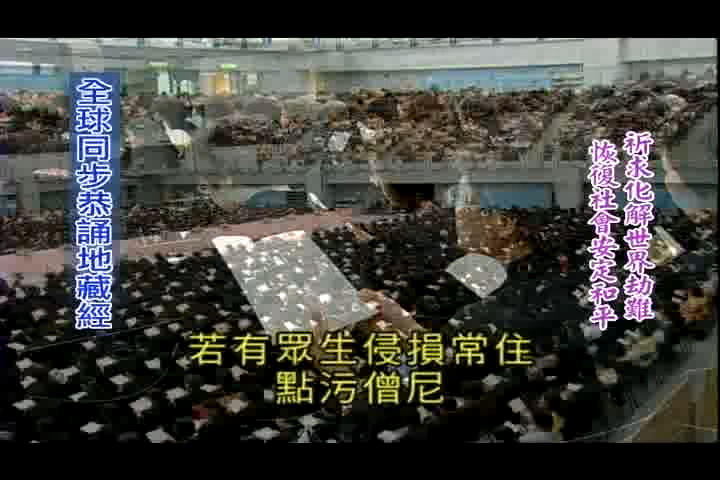 全球同步恭誦地藏經
祈求化解世界劫難
恢復社會安定和平
若有眾生侵損常住
點污僧尼